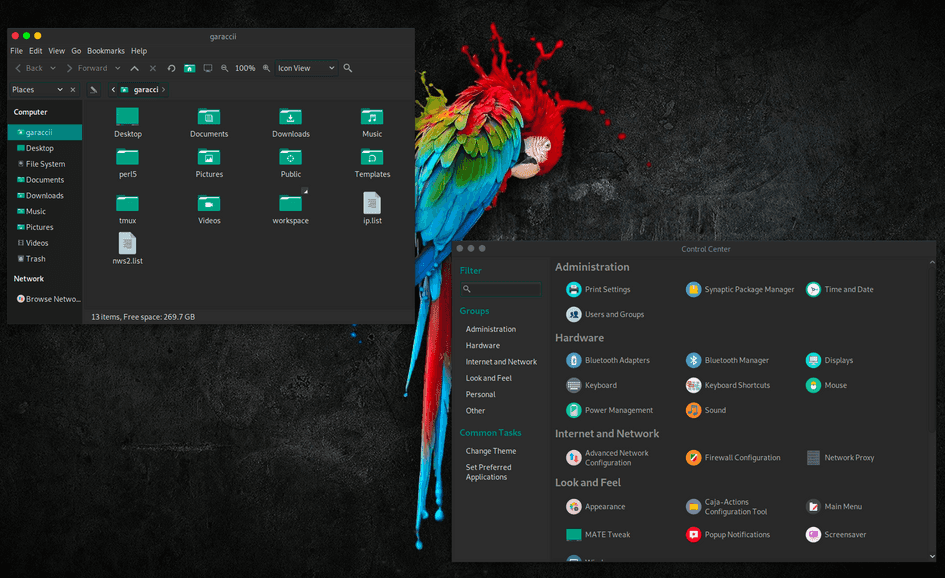 garaccii
File Edit View Go Bookmarks Help
Back Forward 100% Icon View
Places garacci
Computer
garaccii
Desktop
File System
Documents
Downloads
Music
Pictures
Videos
Trash
Network
Browse Netwo...
Desktop Documents Downloads Music
perl5 Pictures Public Templates
tmux Videos workspace ip.list
nws2.list
13 items, Free space: 269.7 GB
Control Center
Filter
Groups
Administration
Hardware
Internet and Network
Look and Feel
Personal
Other
Common Tasks
Change Theme
Set Preferred
Applications
Administration
Print Settings Synaptic Package Manager Time and Date
Users and Groups
Hardware
Bluetooth Adapters Bluetooth Manager Displays
Keyboard Keyboard Shortcuts Mouse
Power Management Sound
Internet and Network
Advanced Network
Configuration
Firewall Configuration Network Proxy
Look and Feel
Appearance
Caja-Actions
Configuration Tool
Main Menu
MATE Tweak Popup Notifications Screensaver